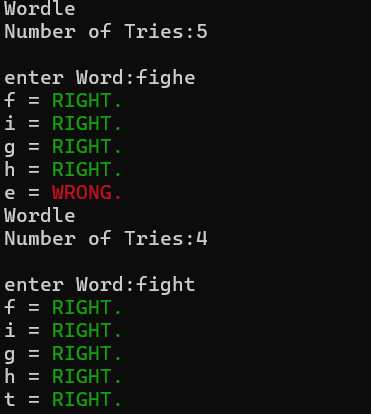 Wordle
Number of Tries:5
enter Word:fighe
f = RIGHT.
i = RIGHT.
g = RIGHT.
h = RIGHT.
e = WRONG.
Wordle
Number of Tries:4
enter Word:fight
f = RIGHT.
i = RIGHT.
g = RIGHT.
h = RIGHT.
t = RIGHT.